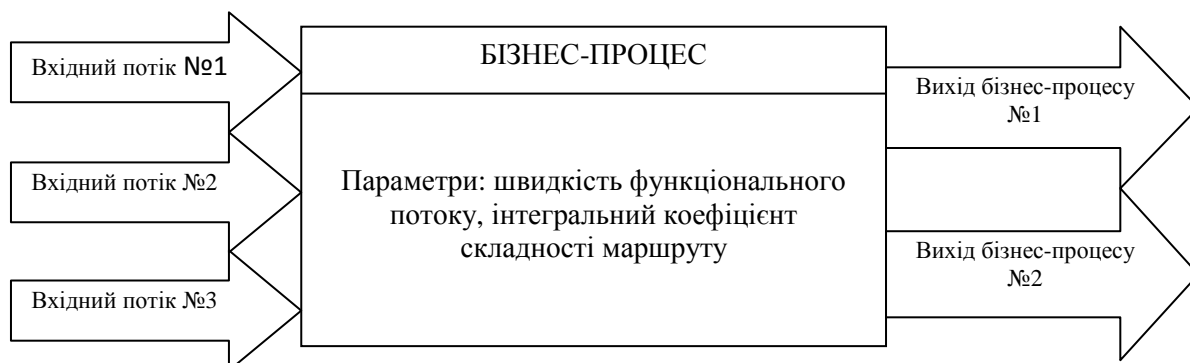 Вхідний потік №1
Вхідний потік №2
Вхідний потік №3
БІЗНЕС-ПРОЦЕС
Параметри: швидкість функціонального
потоку, інтегральний коефіцієнт
складності маршруту
Вихід бізнес-процесу
№1
Вихід бізнес-процесу
№2